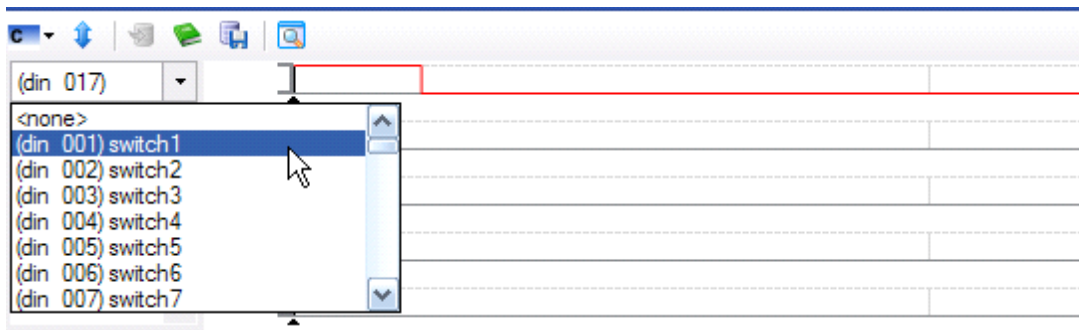 C
(din 017)
<none>
(din 001) switch1
(din 002) switch2
(din 003) switch3
(din 004) switch4
(din 005) switch5
(din 006) switch6
(din 007) switch7